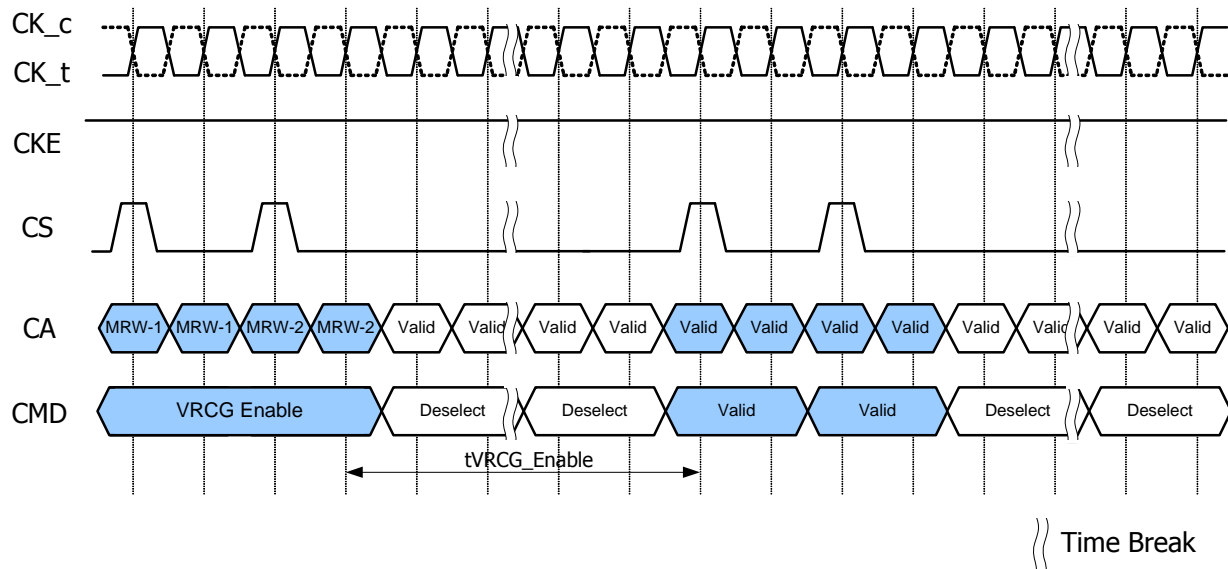 CK_c
CK_t
CKE
CS
CA MRW-1 MRW-1 MRW-2 MRW-2 Valid Valid Valid Valid Valid Valid Valid Valid Valid Valid Valid Valid
CMD VRCG Enable Deselect Deselect Valid Valid Deselect Deselect
tVRCG_Enable
Time Break